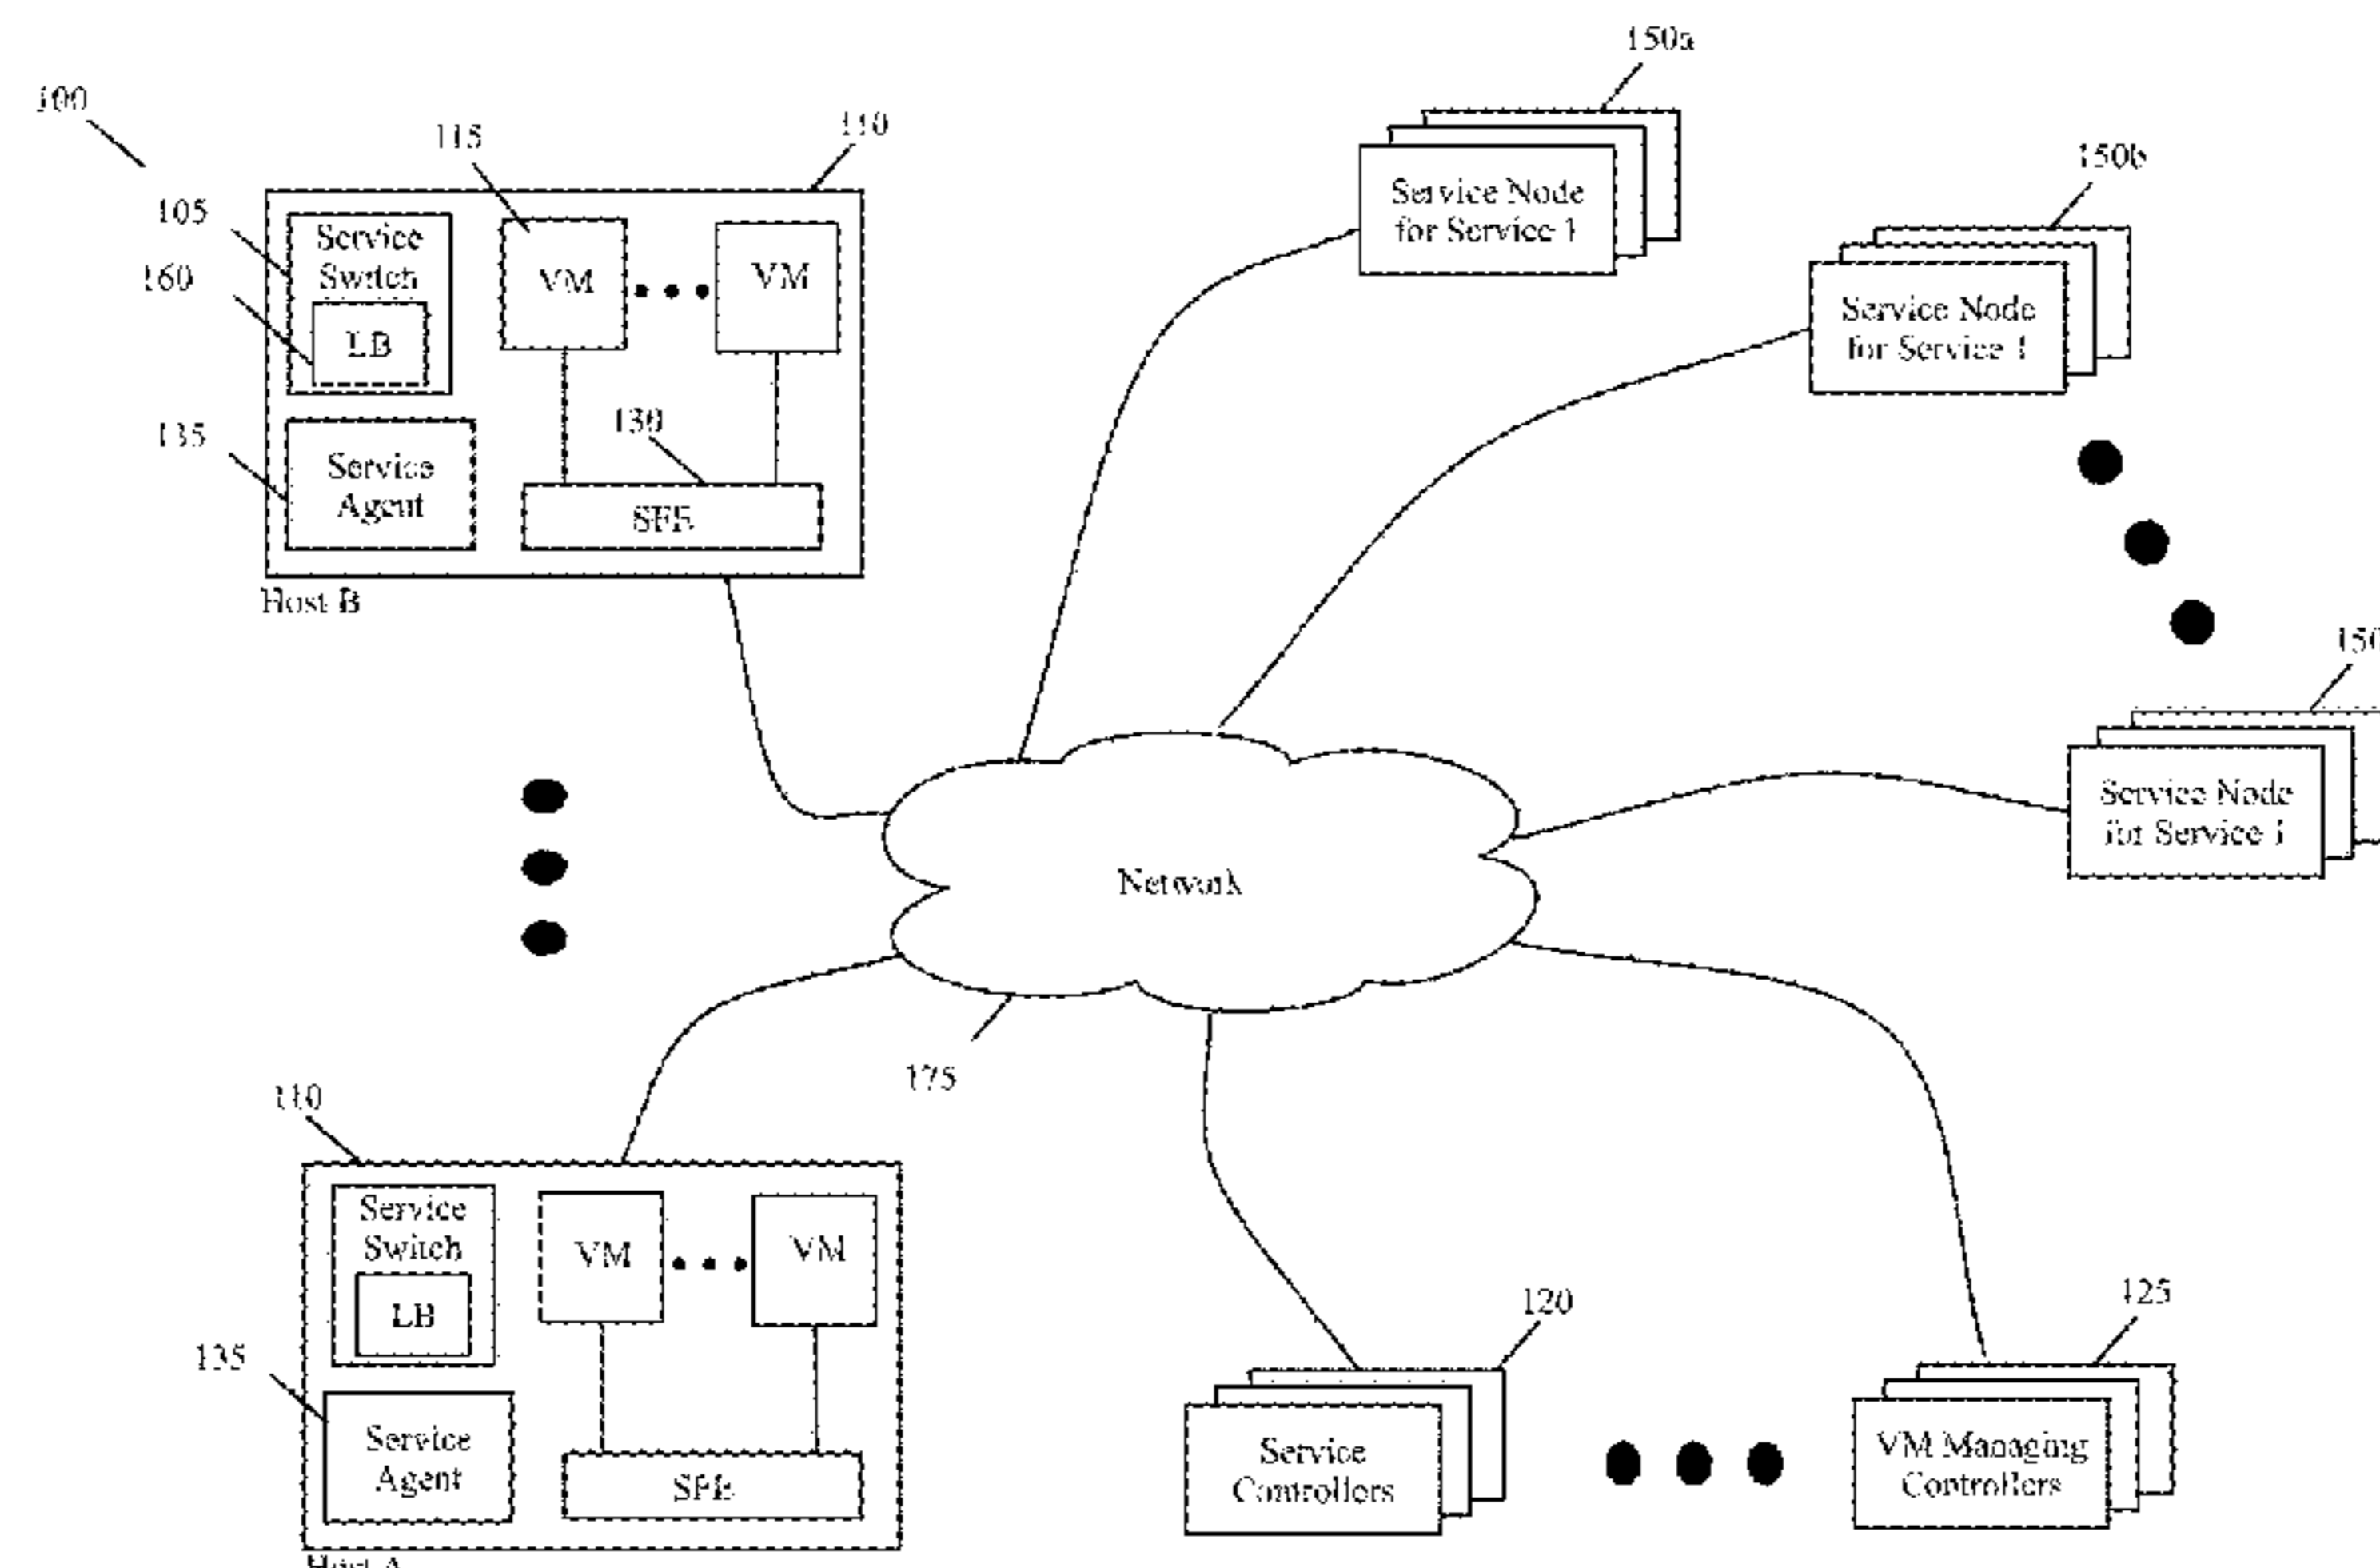 100
115
110
150a
150b
105
160
Service
Switch
LB
VM
VM
Service Node
for Service 1
Service Node
for Service 1
135
130
Service
Agent
Host B
Service Node
for Service 1
Network
175
110
Service
Switch
LB
VM
VM
135
Service
Agent
120
125
Service
Controllers
VM Managing
Controllers